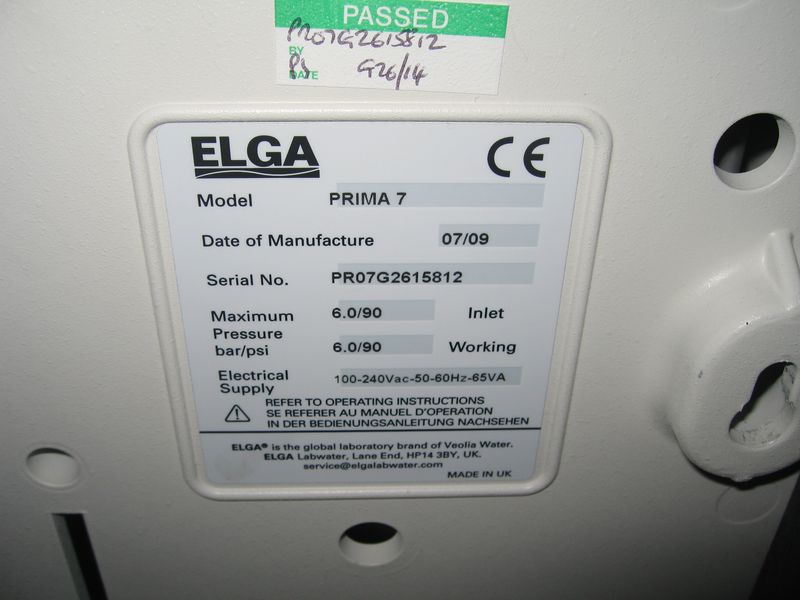 PASSED
PR07G2615812
BY
DATE G26/14
ELGA CE
Model PRIMA 7
Date of Manufacture 07/09
Serial No. PR07G2615812
Maximum 6.0/90 Inlet
Pressure
bar/psi 6.0/90 Working
Electrical
Supply 100-240Vac-50-60Hz-65VA
REFER TO OPERATING INSTRUCTIONS
SE REFERER AU MANUEL D'OPERATION
IN DER BEDIENUNGSANLEITUNG NACHSEHEN
ELGA® is the global laboratory brand of Veolia Water.
ELGA Labwater, Lane End, HP14 3BY, UK.
service@elgalabwater.com
MADE IN UK